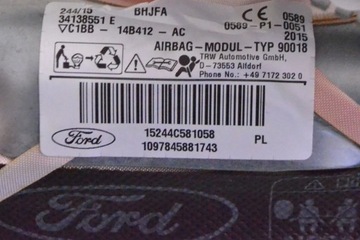 244/15 BHJFA CE 0589
34138551 E 0589-P1-0051
▽C1BB - 14B412 - AC 2015
AIRBAG-MODUL-TYP 90018
TRW Automotive GmbH,
D-73553 Alfdorf
Phone No.: +49 7172 302 0
15244C581058
Ford PL
1097845881743
Ford